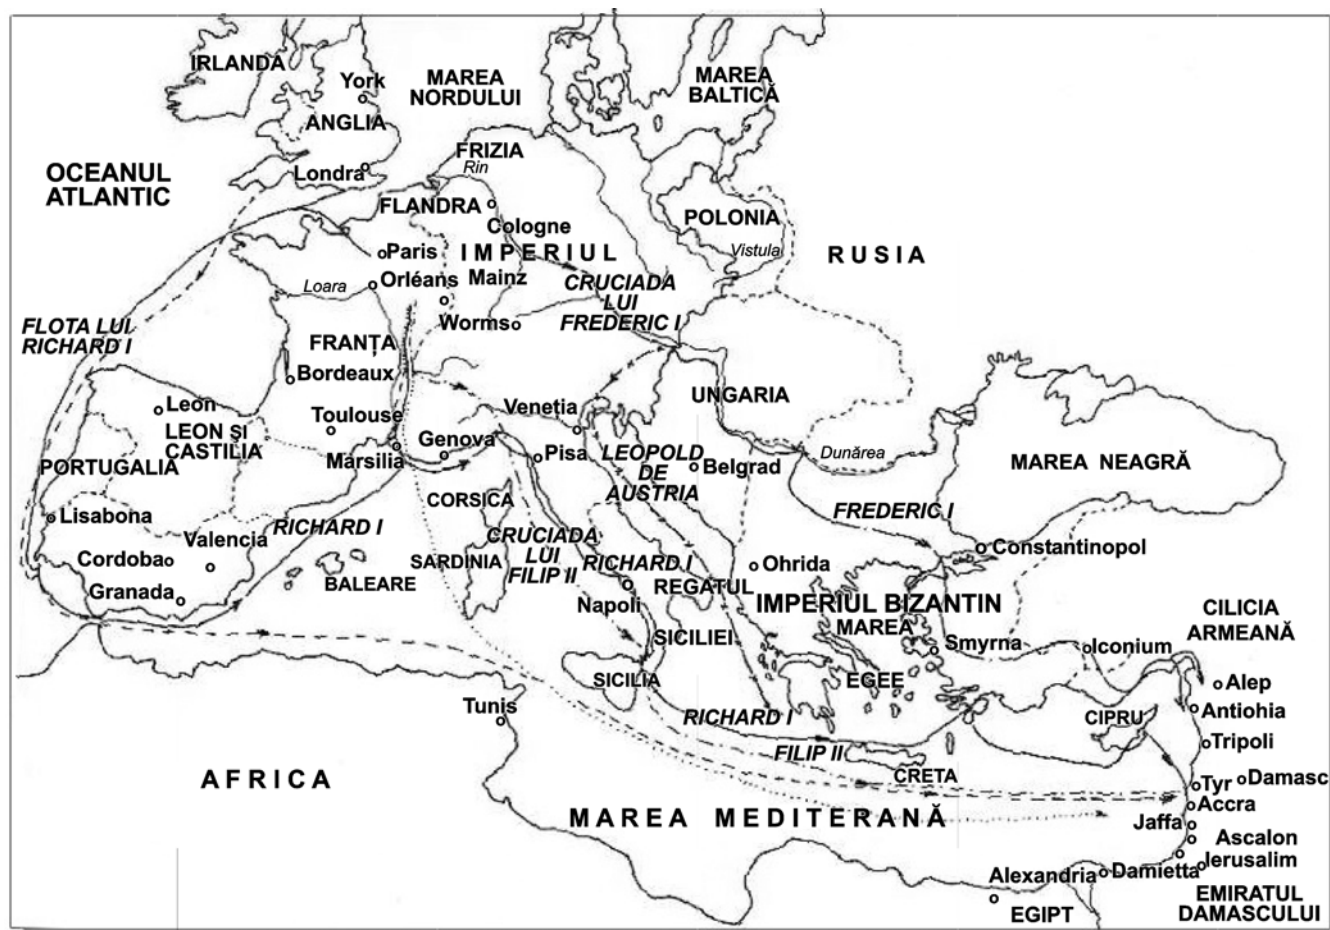 IRLANDA
York
ANGLIA
Londra
MAREA
NORDULUI
MAREA
BALTICĂ
OCEANUL
ATLANTIC
FRIZIA
Rin
FLANDRA
Cologne
POLONIA
Vistula
RUSIA
Paris
IMPERIUL
Mainz
Orléans
Loara
CRUCIADA
LUI
FREDERIC I
Worms
FLOTA LUI
RICHARD I
FRANȚA
Bordeaux
UNGARIA
Leon
LEON ȘI
CASTILIA
Toulouse
Veneția
Genova
Marsilia
Pisa
LEOPOLD
DE
AUSTRIA
Belgrad
Dunărea
MAREA NEAGRĂ
PORTUGALIA
Lisabona
CORSICA
RICHARD I
FREDERIC I
Valencia
Cordoba
Granada
BALEARE
SARDINIA
CRUCIADA
LUI
FILIP II
RICHARD I
REGATUL
Napoli
Ohrida
Constantinopol
IMPERIUL BIZANTIN
MAREA
SICILIEI
Smyrna
Iconium
CILICIA
ARMEANĂ
SICILIA
EGEE
Alep
Tunis
RICHARD I
CIPRU
Antiohia
FILIP II
Tripoli
AFRICA
CRETA
Tyr
Damasc
MAREA MEDITERANĂ
Accra
Jaffa
Ascalon
Ierusalim
Alexandria
Damietta
EGIPT
EMIRATUL
DAMASCULUI